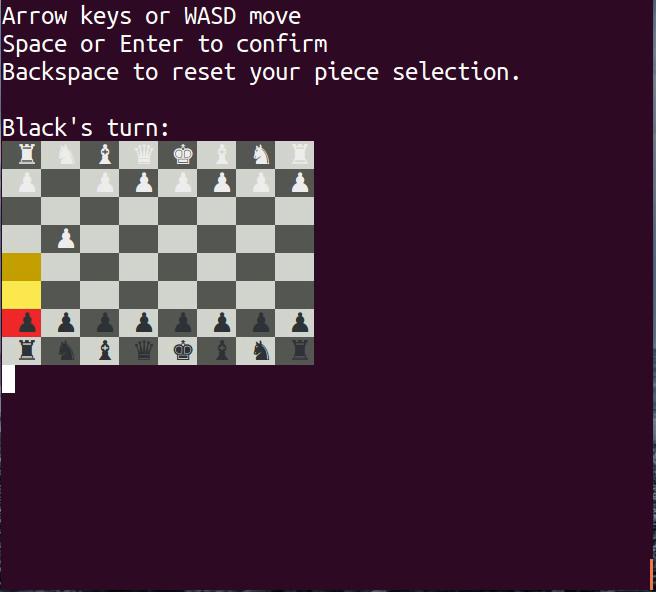 Arrow keys or WASD move
Space or Enter to confirm
Backspace to reset your piece selection.
Black's turn: